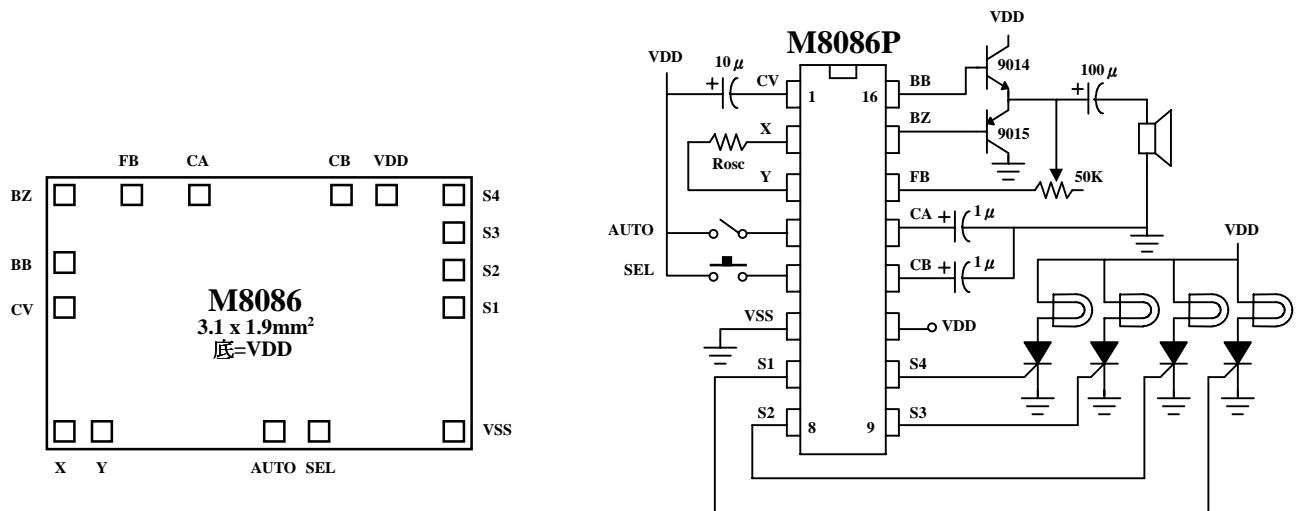 FB CA CB VDD
BZ
S4
S3
BB
S2
CV
S1
M8086
3.1 x 1.9mm²
底=VDD
VSS
X Y AUTO SEL
VDD
M8086P
VDD
10μ
+
CV
1
16
BB
9014
100μ
+
X
Rosc
BZ
9015
Y
FB
50K
AUTO
CA
+
1μ
SEL
CB
+
1μ
VDD
VSS
VDD
S1
S4
S2
8
9
S3